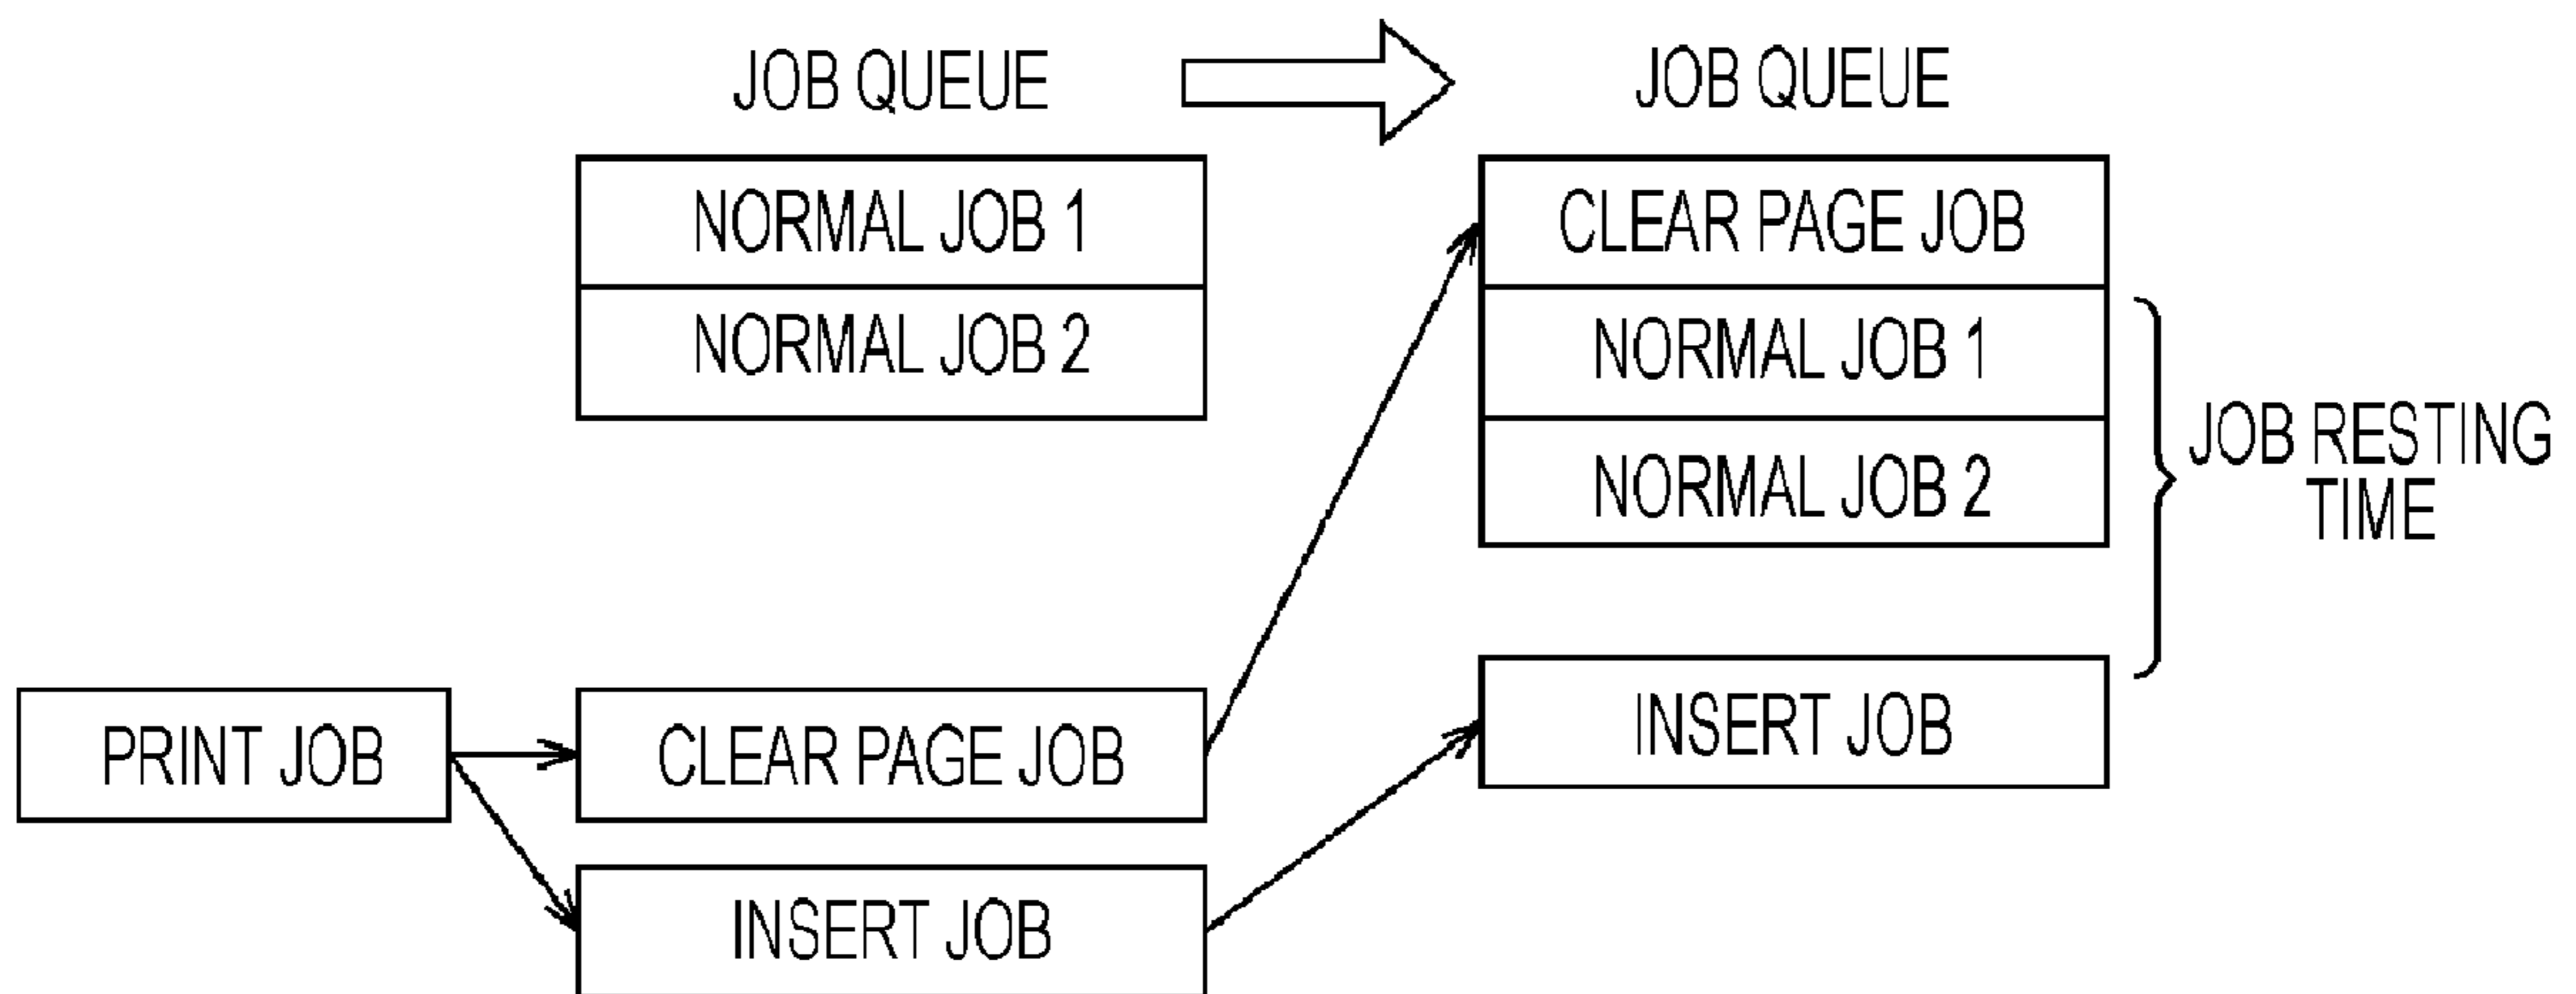 JOB QUEUE
NORMAL JOB 1
NORMAL JOB 2
PRINT JOB
CLEAR PAGE JOB
INSERT JOB
JOB QUEUE
CLEAR PAGE JOB
NORMAL JOB 1
NORMAL JOB 2
INSERT JOB
JOB RESTING
TIME